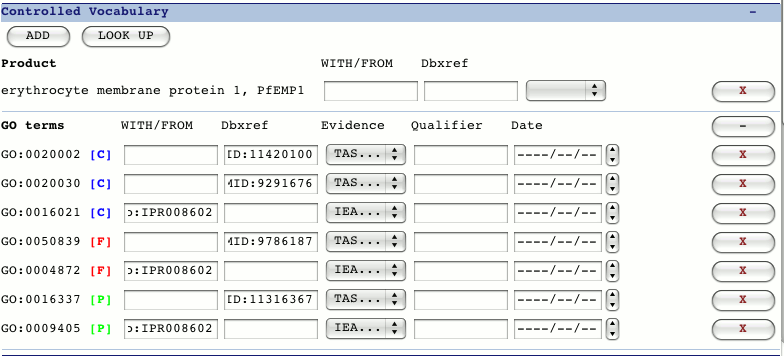 Controlled Vocabulary -
ADD LOOK UP
Product WITH/FROM Dbxref
erythrocyte membrane protein 1, PfEMP1 X
GO terms WITH/FROM Dbxref Evidence Qualifier Date -
GO:0020002 [C] ID:11420100 TAS... ----/--/-- X
GO:0020030 [C] MID:9291676 TAS... ----/--/-- X
GO:0016021 [C] o:IPR008602 IEA... ----/--/-- X
GO:0050839 [F] MID:9786187 TAS... ----/--/-- X
GO:0004872 [F] o:IPR008602 IEA... ----/--/-- X
GO:0016337 [P] ID:11316367 TAS... ----/--/-- X
GO:0009405 [P] o:IPR008602 IEA... ----/--/-- X